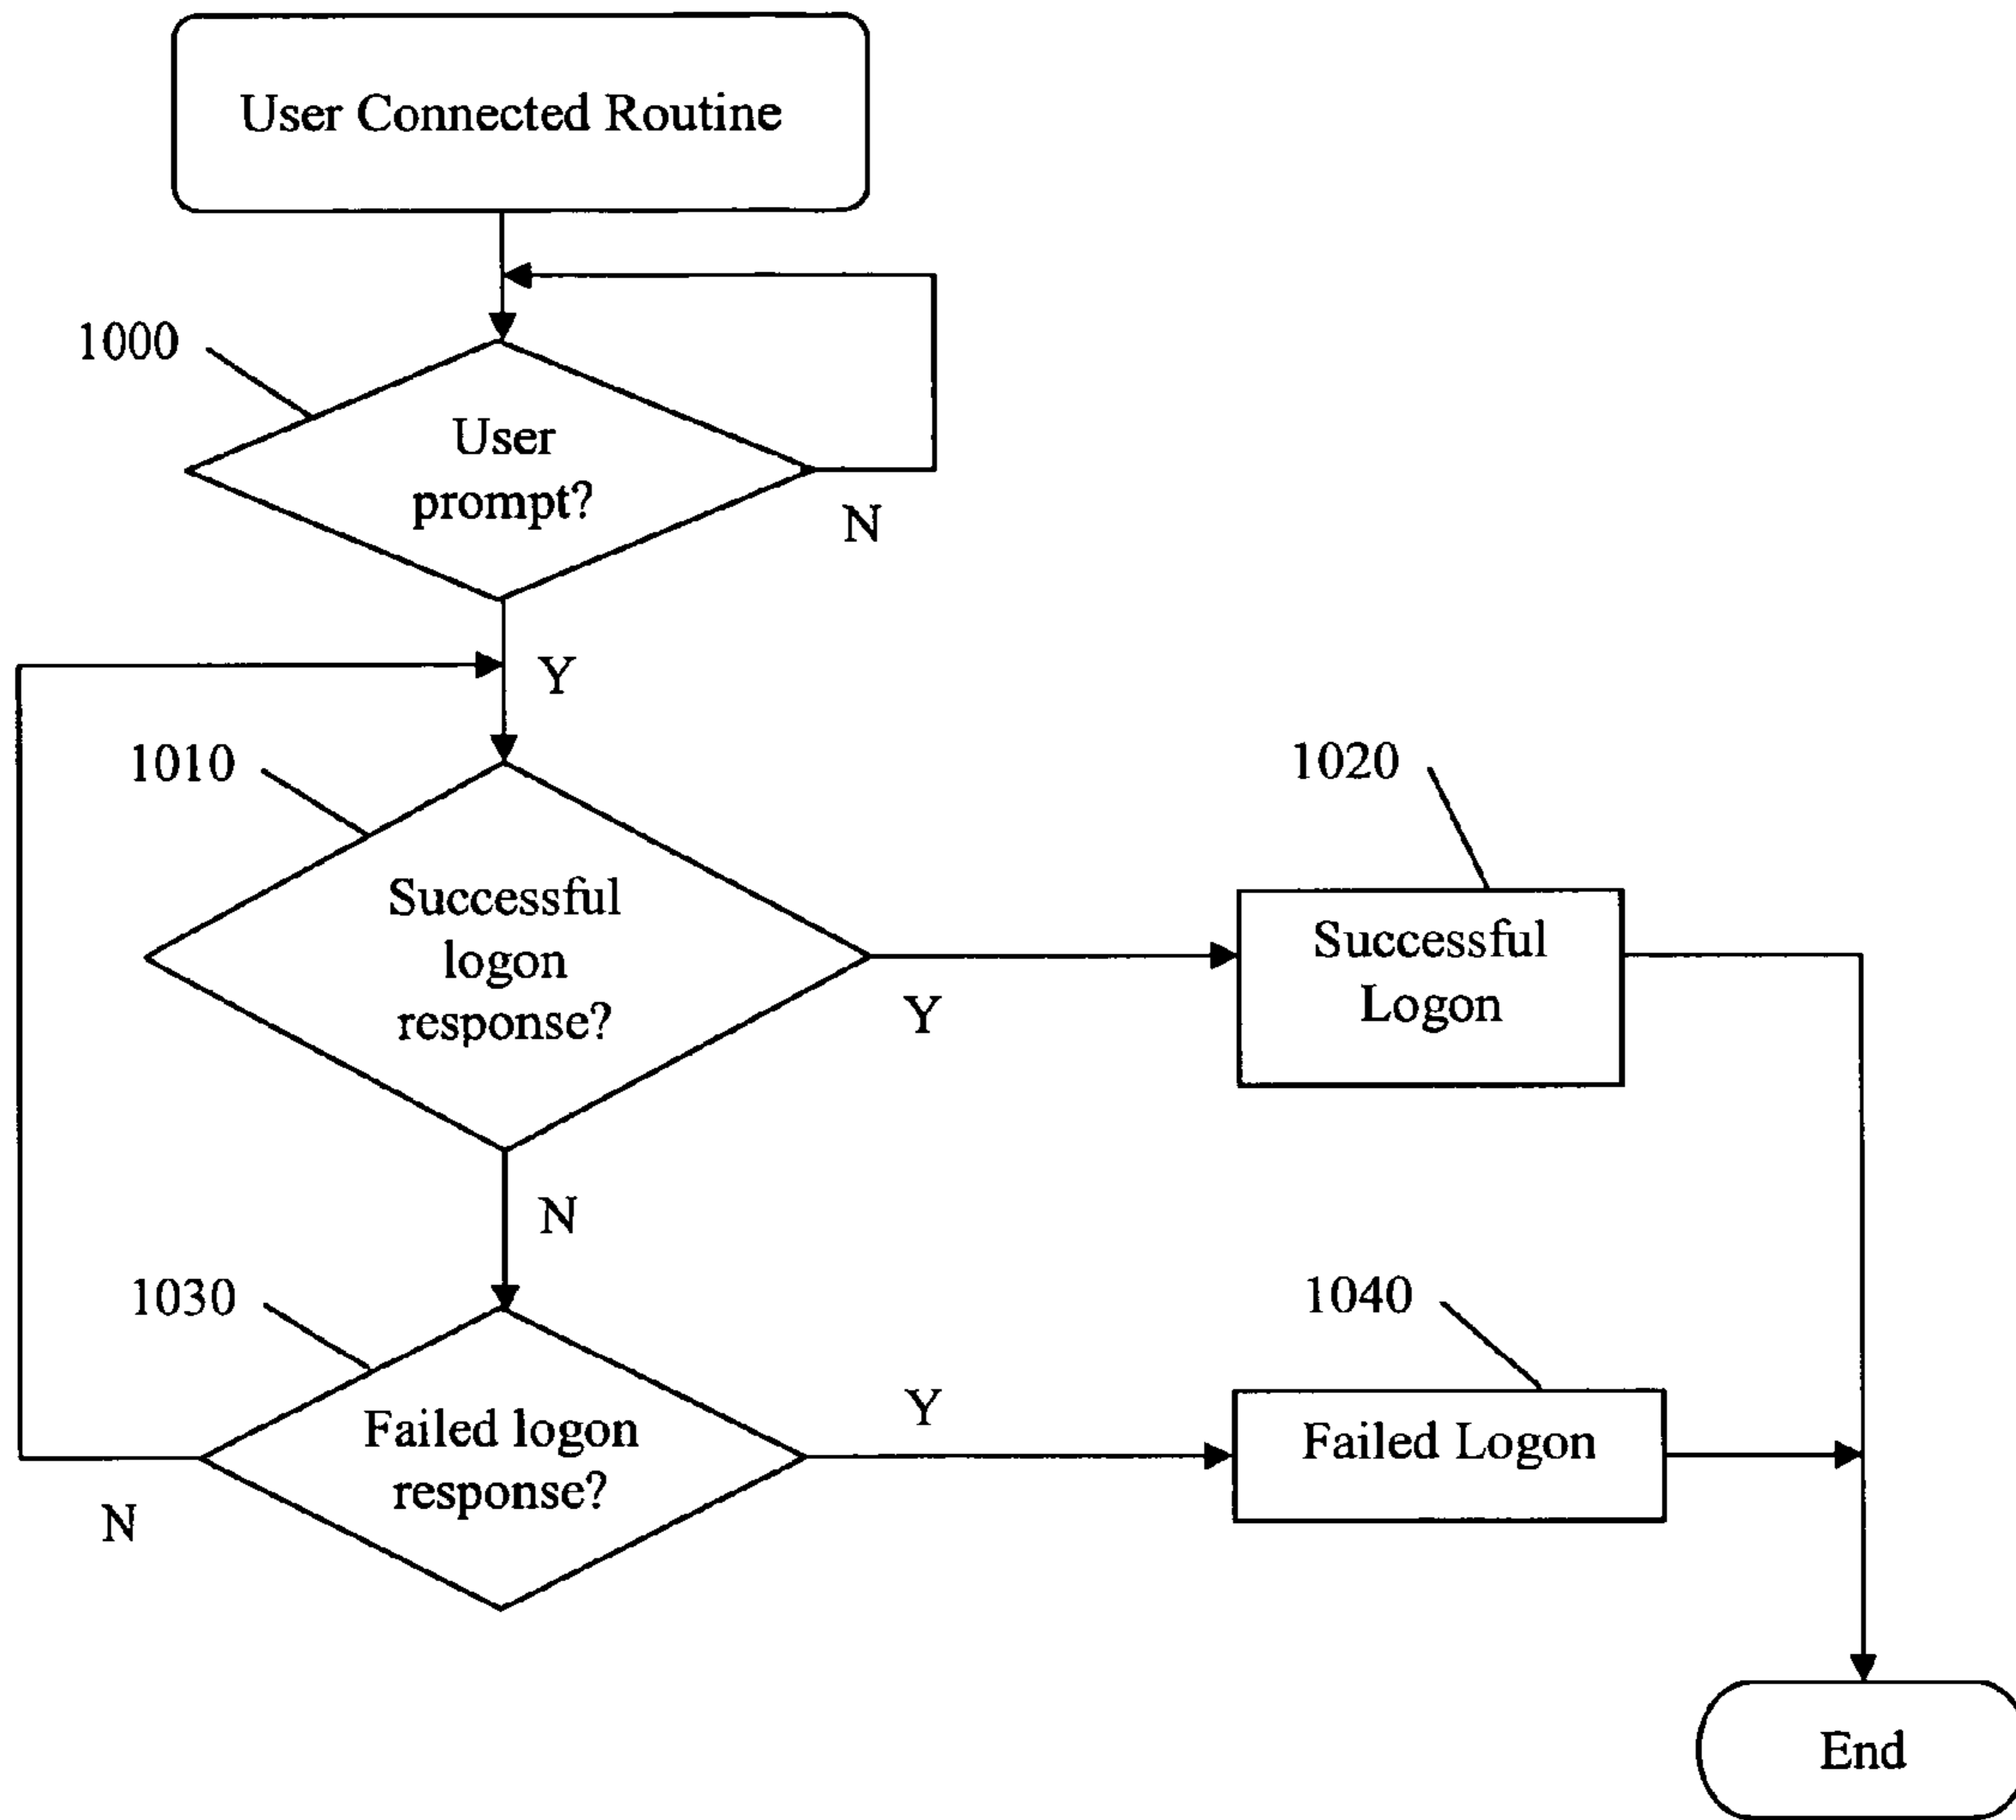 User Connected Routine
1000
User
prompt?
N
Y
1010
Successful
logon
response?
Y
1020
Successful
Logon
N
1030
Failed logon
response?
Y
1040
Failed Logon
N
End